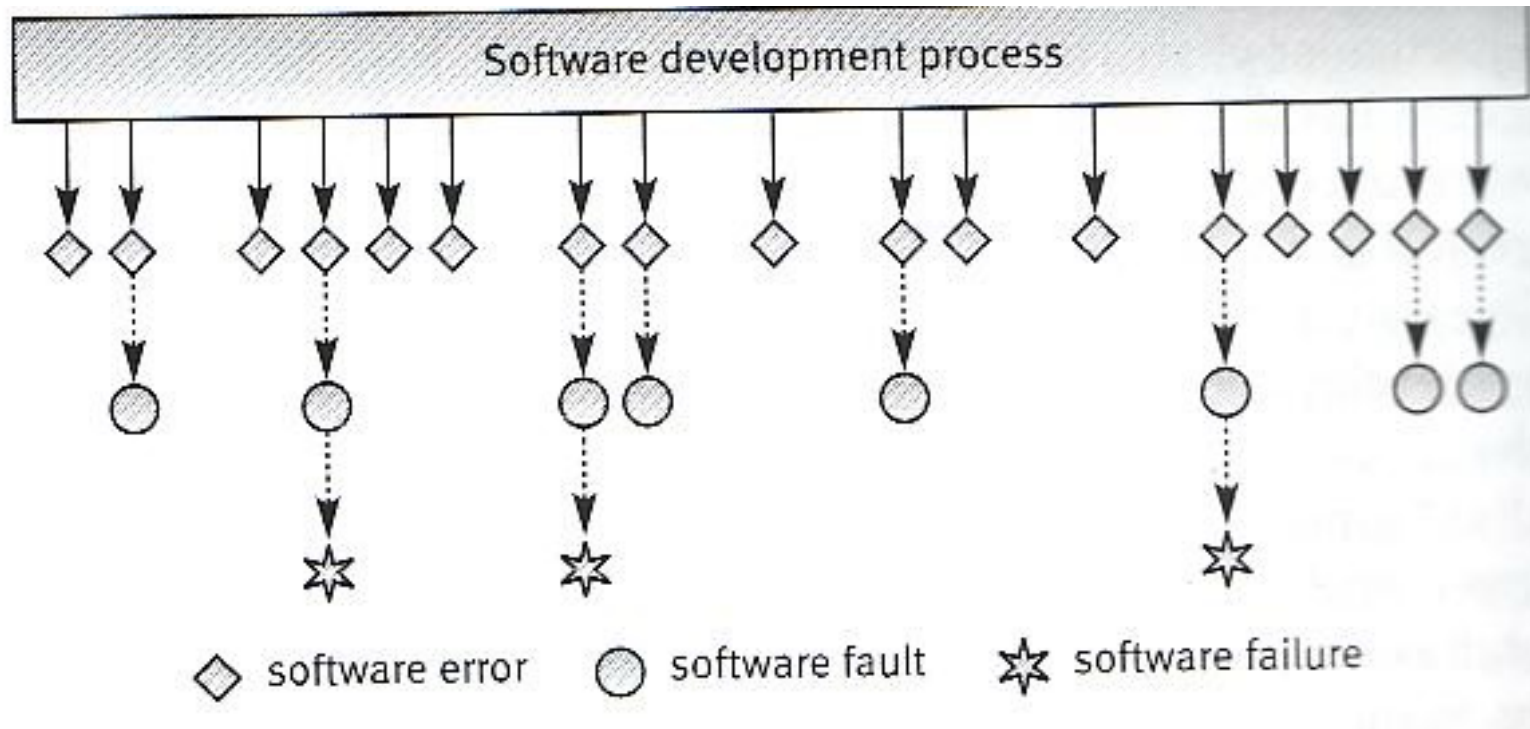 Software development process
software error
software fault
software failure